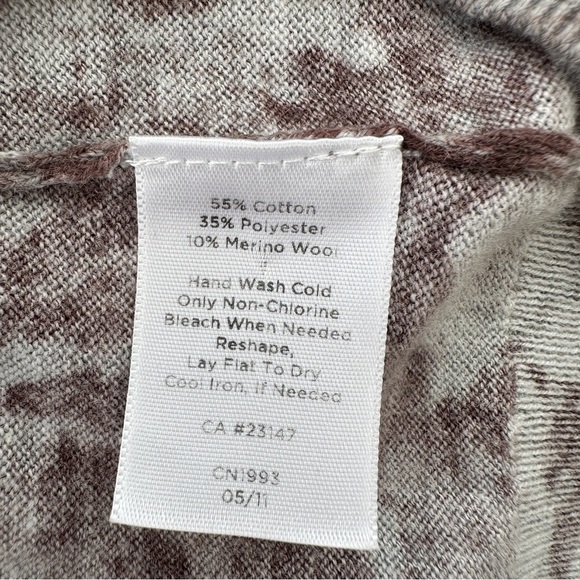 55% Cotton
35% Polyester
10% Merino Wool
Hand Wash Cold
Only Non-Chlorine
Bleach When Needed
Reshape,
Lay Flat To Dry
Cool Iron, If Needed
CA #23147
CN1993
05/11